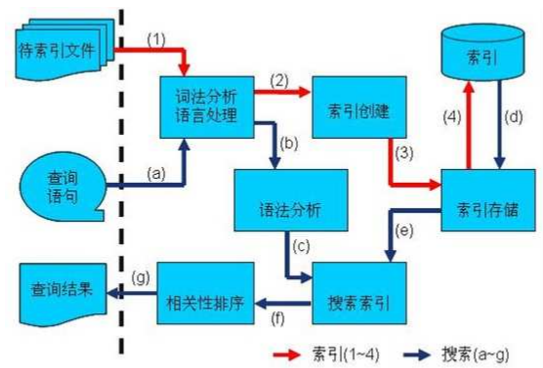 待索引文件
(1)
词法分析
语言处理
(2)
索引创建
索引
(4)
(d)
(3)
(b)
查询
语句
(a)
语法分析
索引存储
(c)
(e)
查询结果
(g)
相关性排序
(f)
搜索索引
索引(1~4)
搜索(a~g)